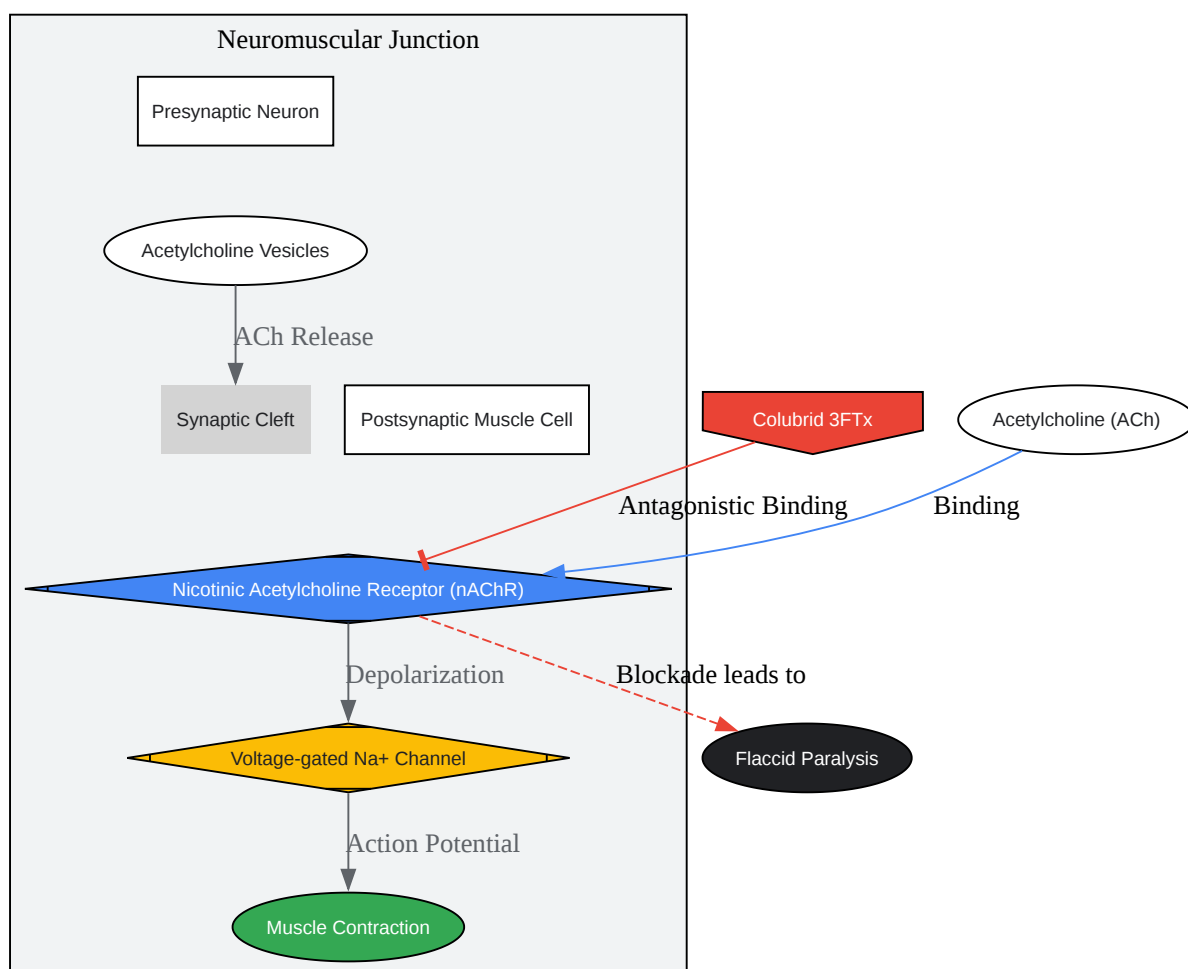 Neuromuscular Junction
Presynaptic Neuron
Acetylcholine Vesicles
ACh Release
Synaptic Cleft
Postsynaptic Muscle Cell
Colubrid 3FTx
Acetylcholine (ACh)
Antagonistic Binding
Binding
Nicotinic Acetylcholine Receptor (nAChR)
Depolarization
Blockade leads to
Voltage-gated Na+ Channel
Flaccid Paralysis
Action Potential
Muscle Contraction